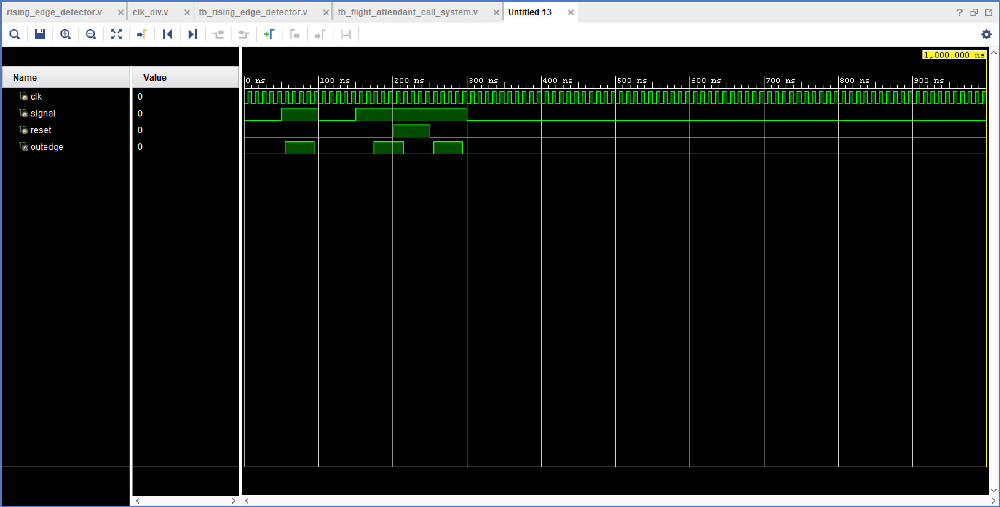 rising_edge_detector.v clk_div.v tb_rising_edge_detector.v tb_flight_attendant_call_system.v Untitled 13
1,000.000 ns
Name Value
0 ns 100 ns 200 ns 300 ns 400 ns 500 ns 600 ns 700 ns 800 ns 900 ns
clk 0
signal 0
reset 0
outedge 0